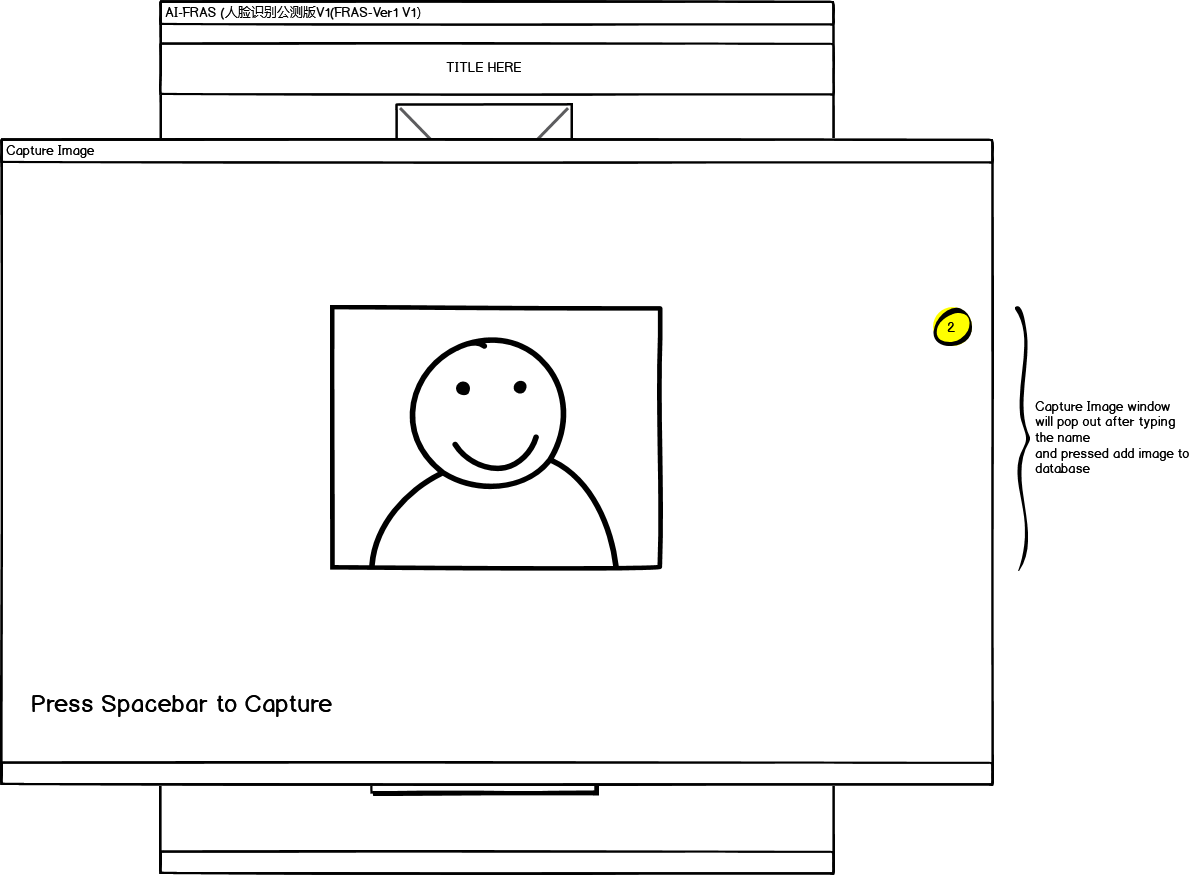 AI-FRAS (人脸识别公测版V1(FRAS-Ver1 V1)
TITLE HERE
Capture Image
2
Capture Image window
will pop out after typing
the name
and pressed add image to
database
Press Spacebar to Capture